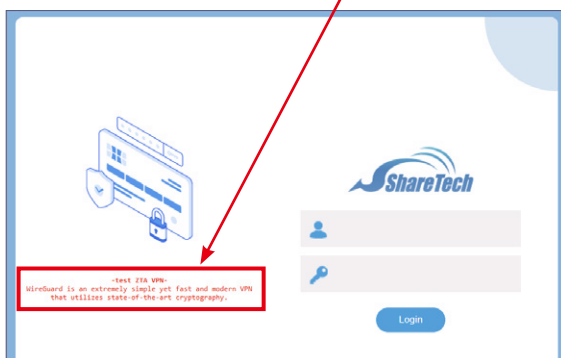 ShareTech
-test ZTA VPN-
WireGuard is an extremely simple yet fast and modern VPN
that utilizes state-of-the-art cryptography.
Login